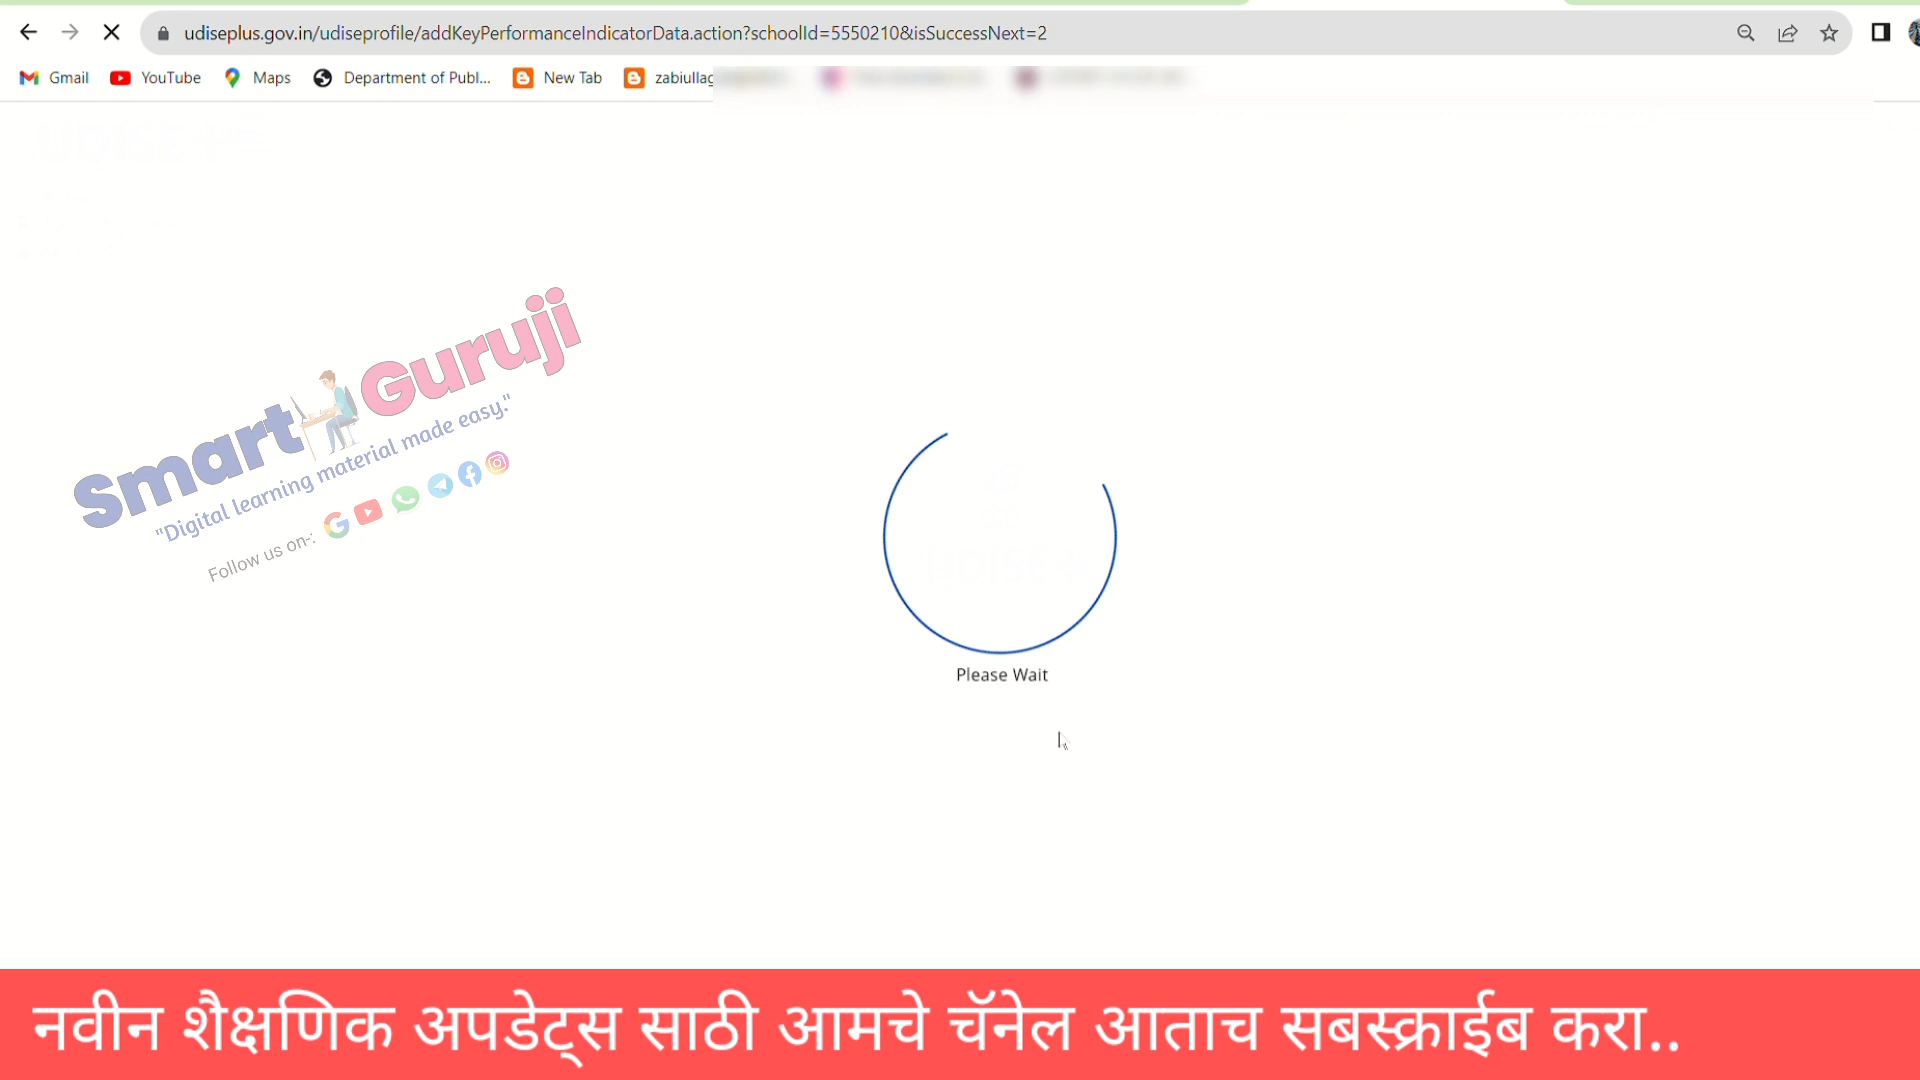 udiseplus.gov.in/udiseprofile/addKeyPerformanceIndicatorData.action?schoolId=5550210&isSuccessNext=2
Gmail YouTube Maps Department of Publ... New Tab zabiullag
Smart Guruji
"Digital learning material made easy."
Follow us on-:
Please Wait
नवीन शैक्षणिक अपडेट्स साठी आमचे चॅनेल आताच सबस्क्राईब करा..